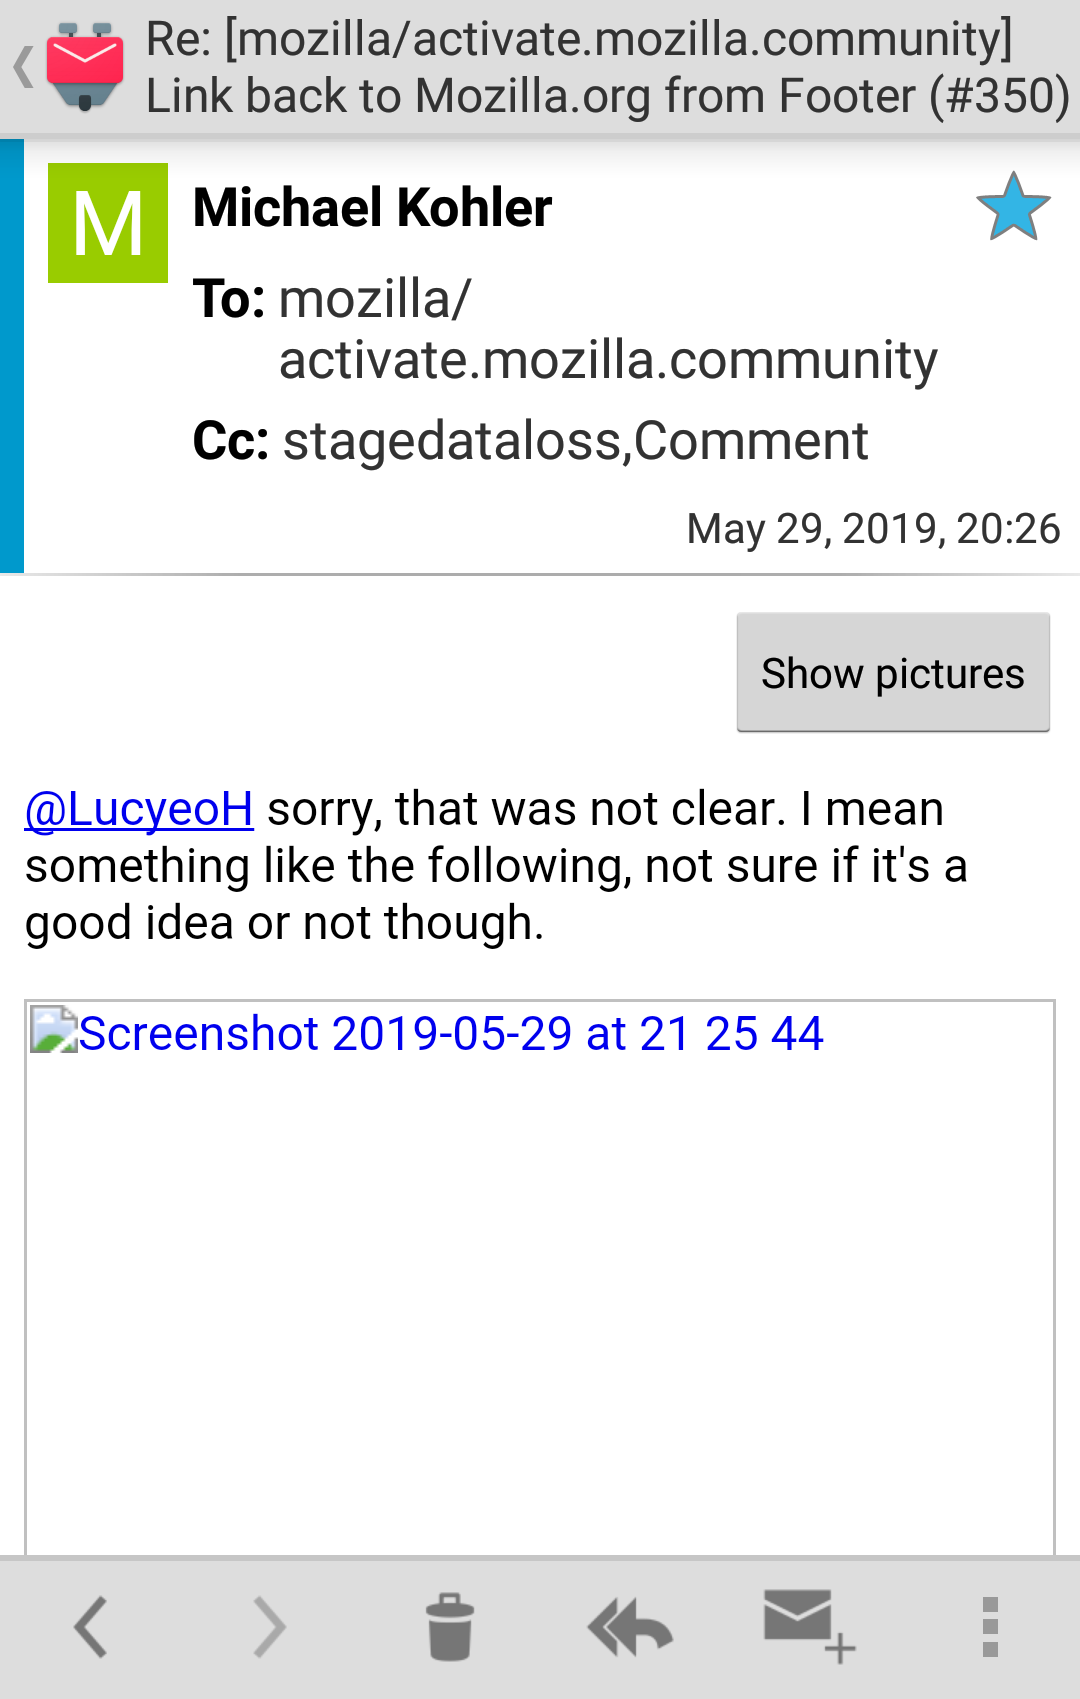 Re: [mozilla/activate.mozilla.community]
Link back to Mozilla.org from Footer (#350)
M
Michael Kohler
To: mozilla/
activate.mozilla.community
Cc: stagedataloss,Comment
May 29, 2019, 20:26
Show pictures
@LucyeoH sorry, that was not clear. I mean
something like the following, not sure if it's a
good idea or not though.
Screenshot 2019-05-29 at 21 25 44